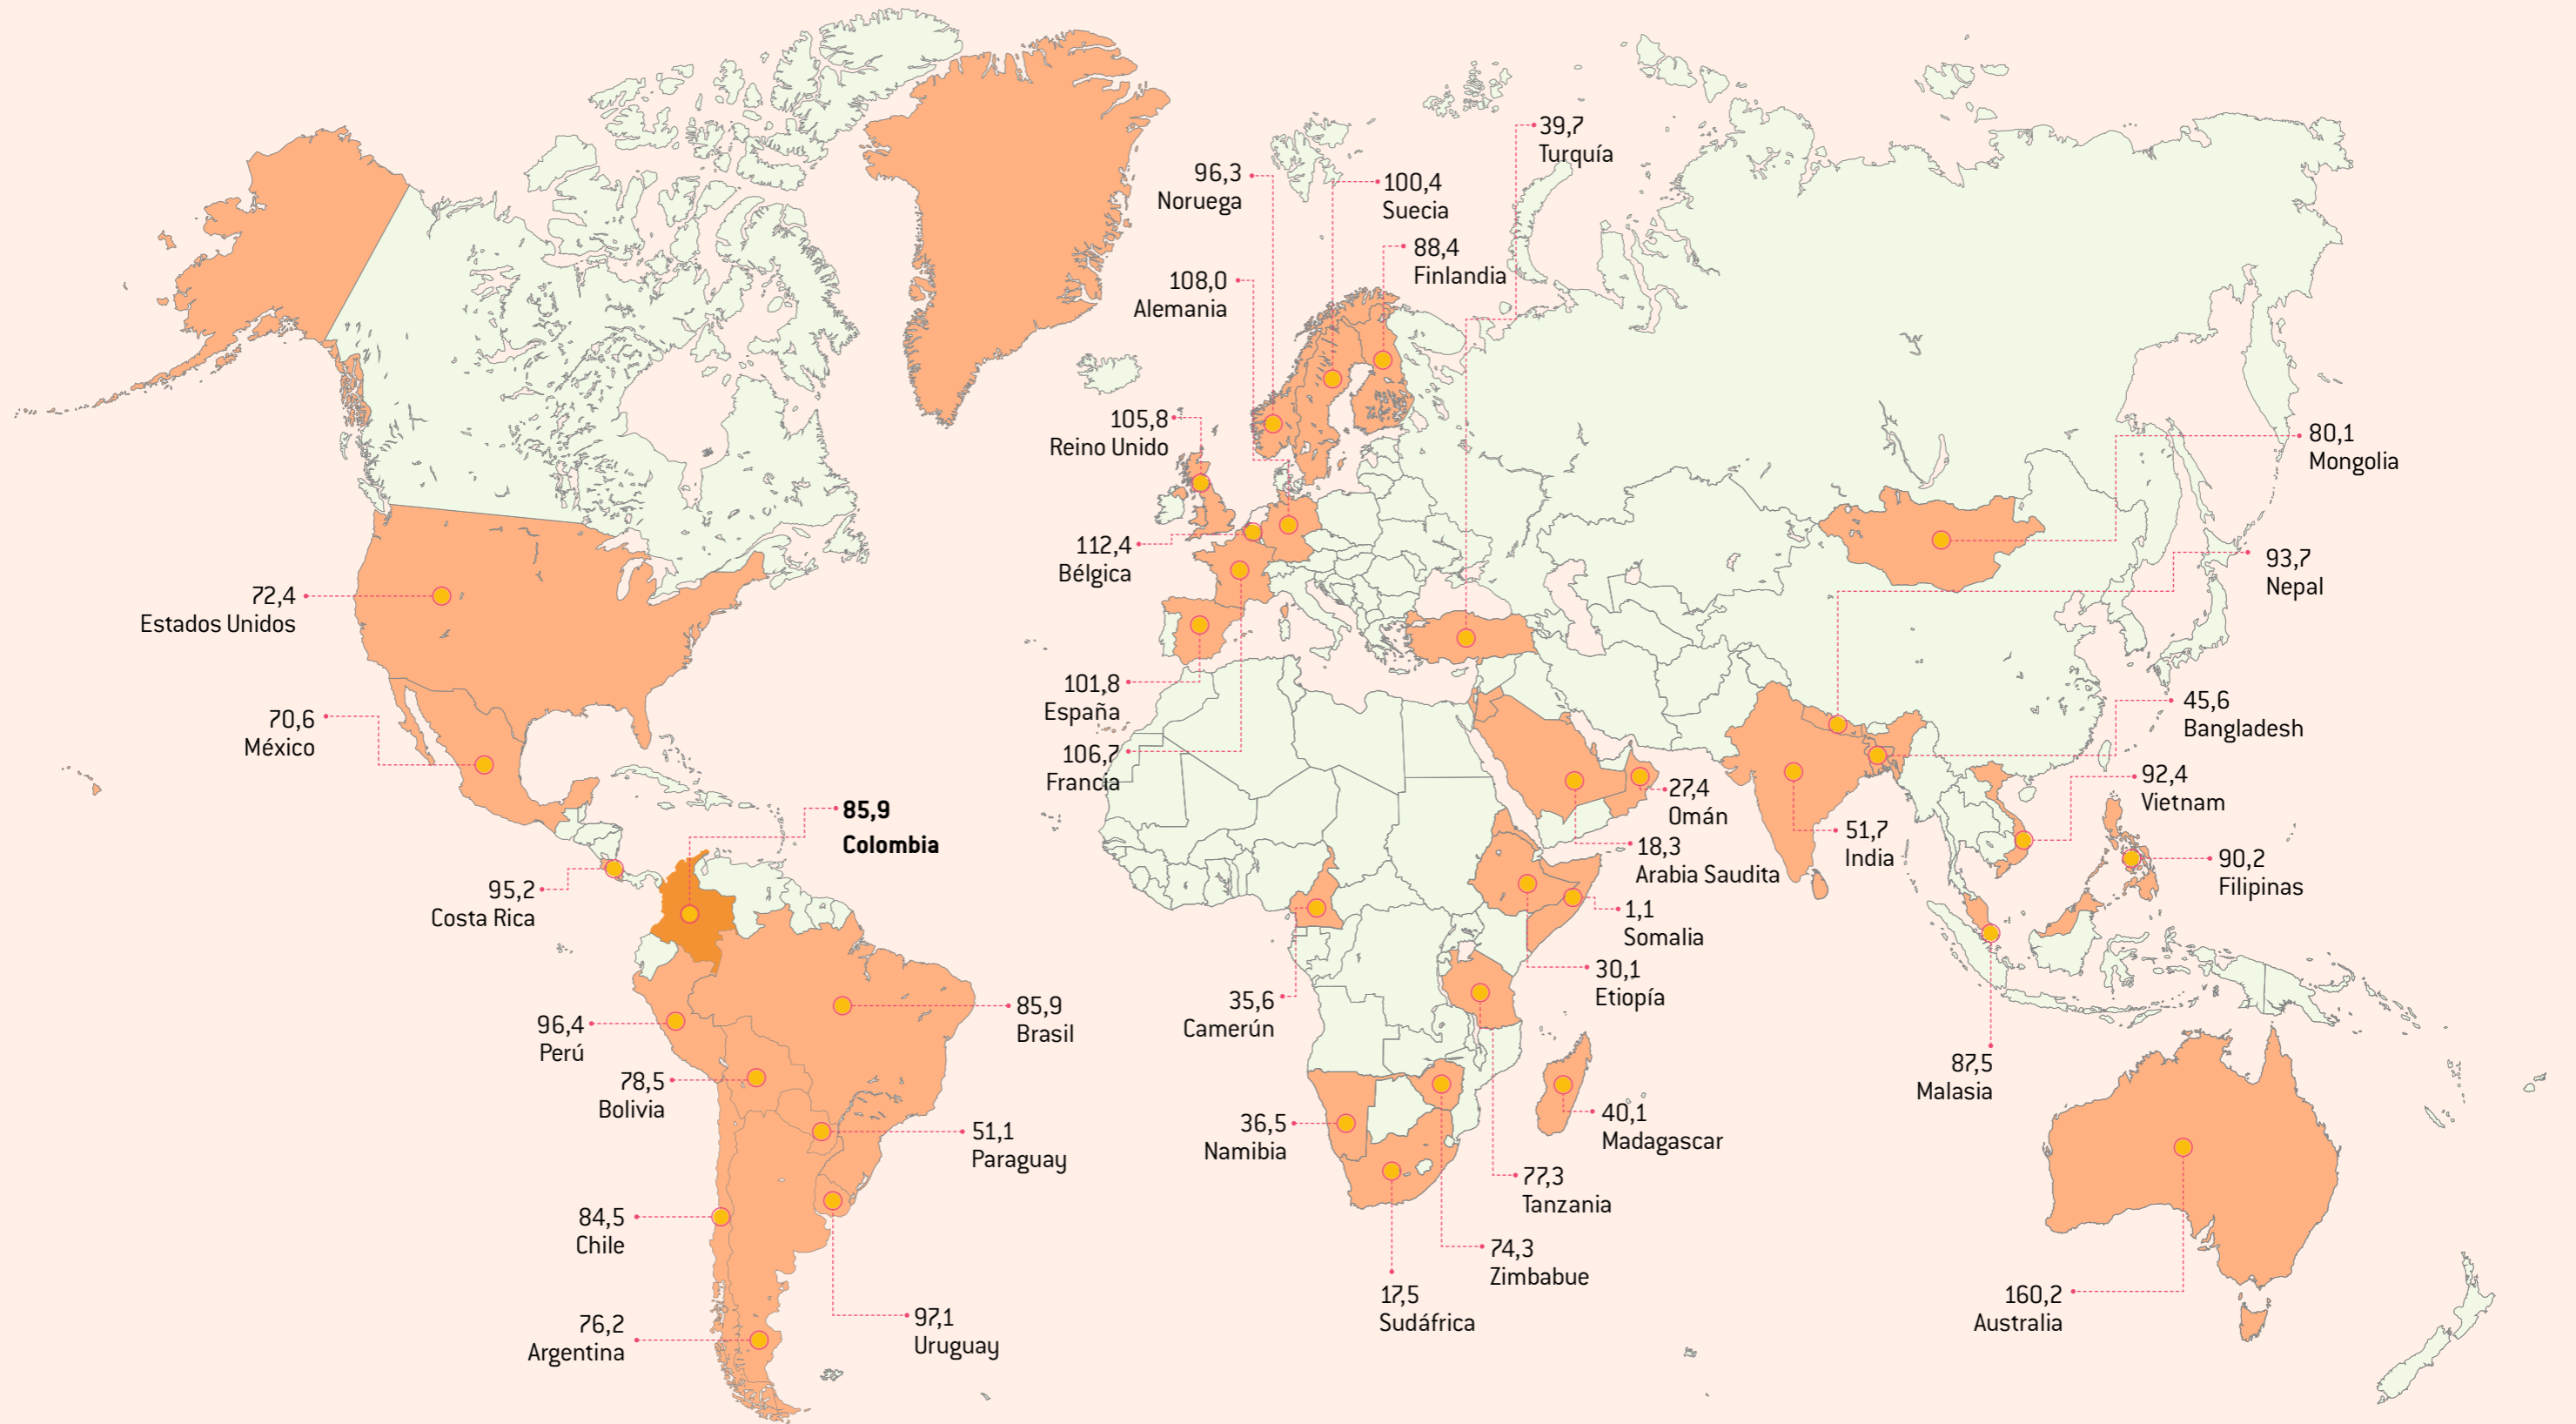 39,7
Turquía
96,3
Noruega
100,4
Suecia
88,4
Finlandia
108,0
Alemania
105,8
Reino Unido
80,1
Mongolia
112,4
Bélgica
93,7
Nepal
72,4
Estados Unidos
101,8
España
45,6
Bangladesh
70,6
México
106,7
Francia
92,4
Vietnam
27,4
Omán
85,9
Colombia
51,7
India
18,3
Arabia Saudita
90,2
Filipinas
95,2
Costa Rica
1,1
Somalia
30,1
Etiopía
35,6
Camerún
85,9
Brasil
96,4
Perú
87,5
Malasia
78,5
Bolivia
40,1
Madagascar
36,5
Namibia
51,1
Paraguay
77,3
Tanzania
84,5
Chile
74,3
Zimbabue
17,5
Sudáfrica
160,2
Australia
97,1
Uruguay
76,2
Argentina